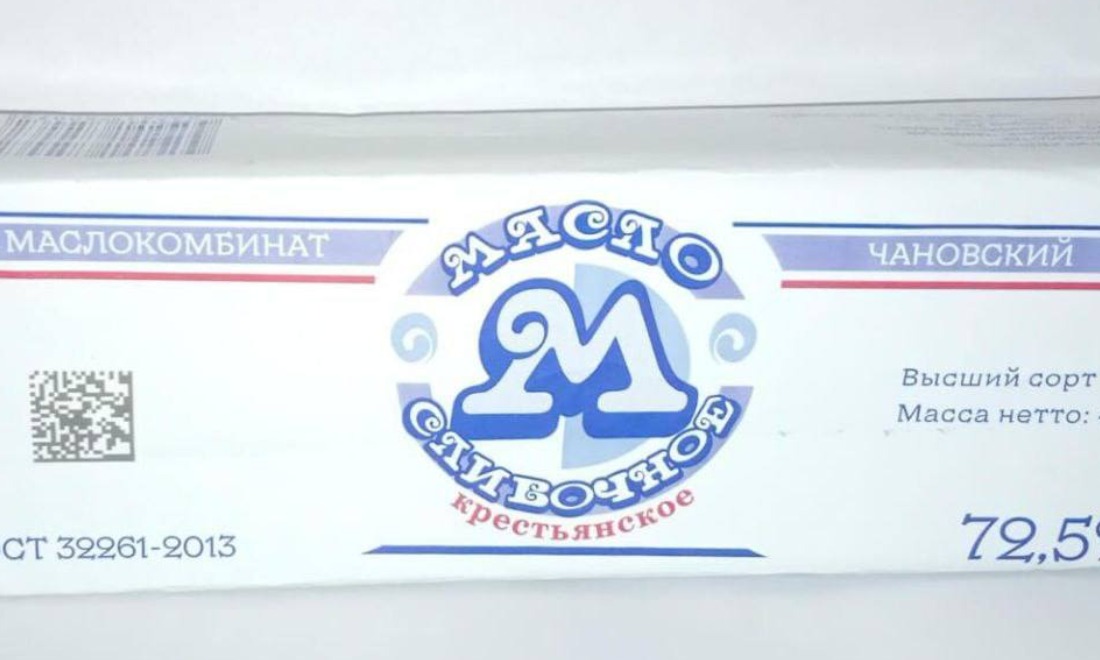 МАСЛОКОМБИНАТ
МАСЛО
М
СЛИВОЧНОЕ
крестьянское
ЧАНОВСКИЙ
Высший сорт
Масса нетто:
СТ 32261-2013
72,5%